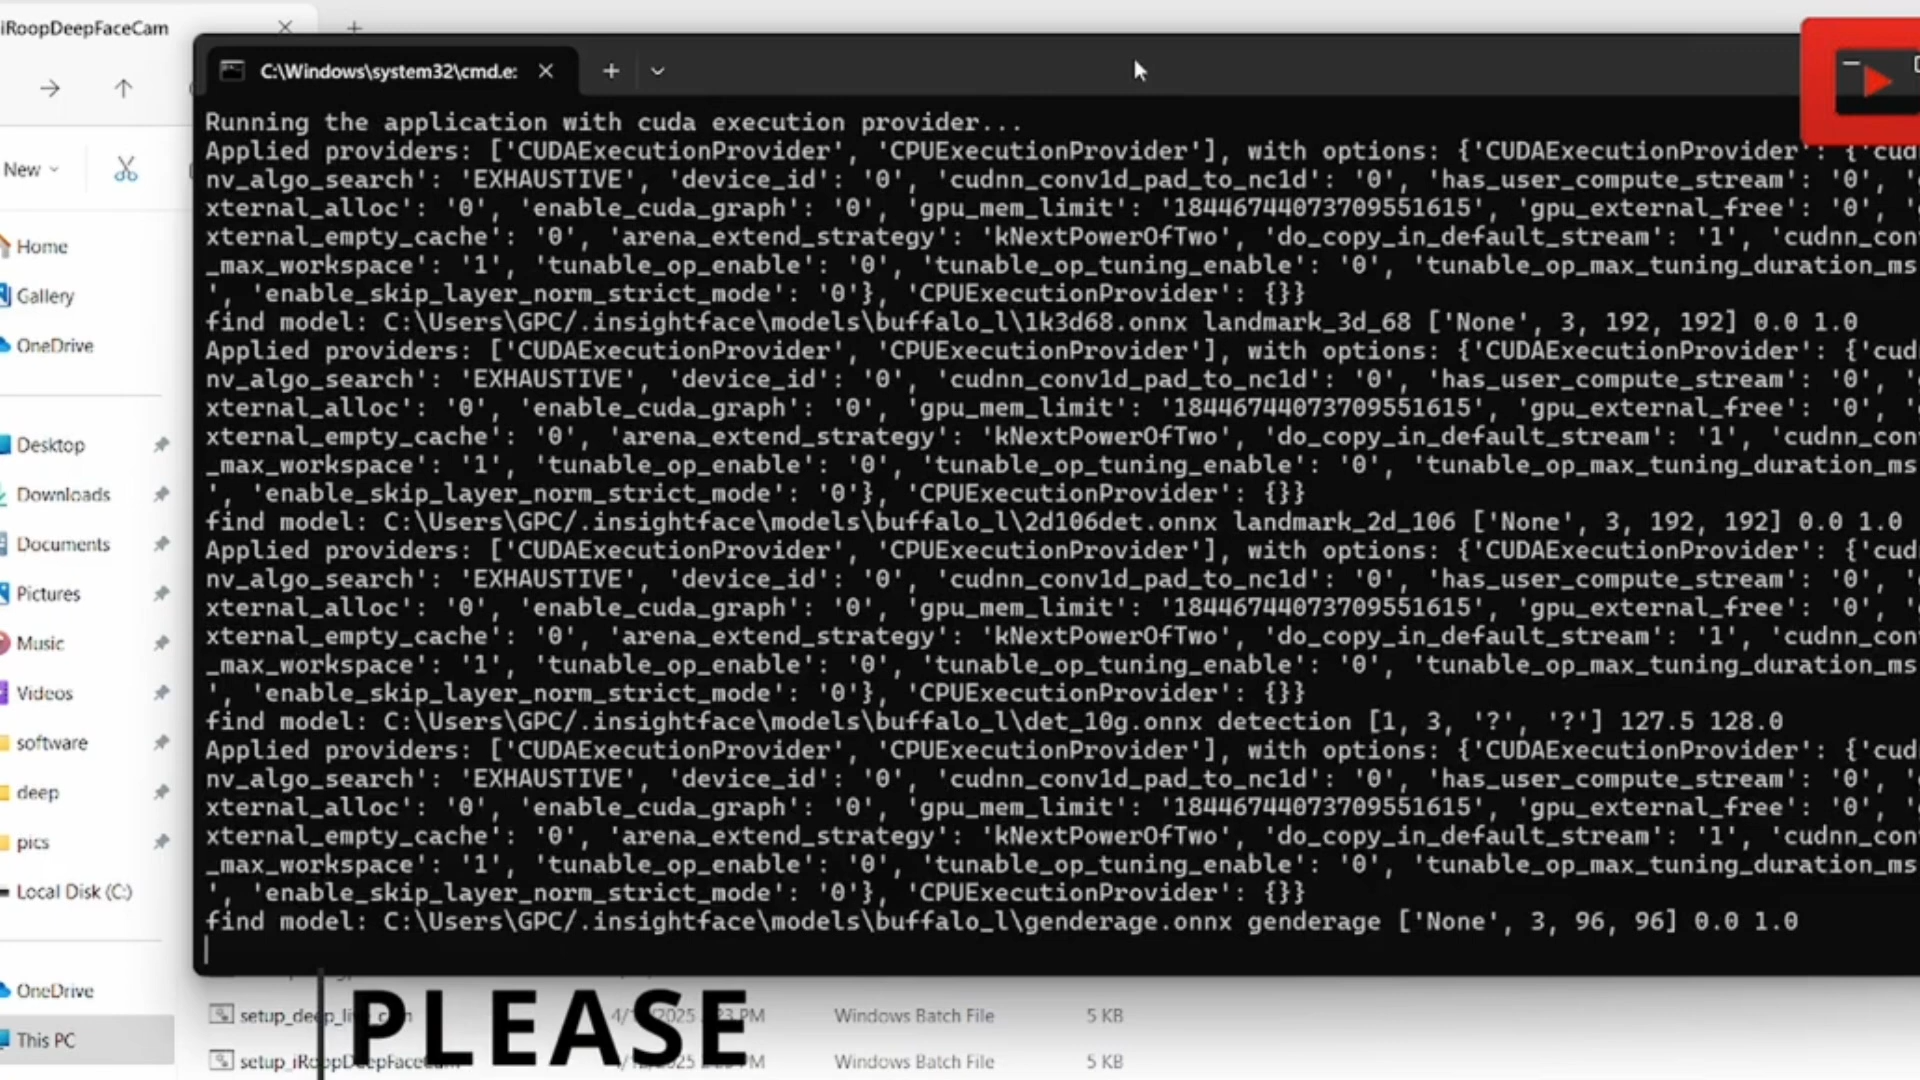 iRoopDeepFaceCam
C:\Windows\system32\cmd.e:
New
Home
Gallery
OneDrive
Desktop
Downloads
Documents
Pictures
Music
Videos
software
deep
pics
Local Disk (C:)
OneDrive
This PC
Running the application with cuda execution provider...
Applied providers: ['CUDAExecutionProvider', 'CPUExecutionProvider'], with options: {'CUDAExecutionProvider': {'cud
nv_algo_search': 'EXHAUSTIVE', 'device_id': '0', 'cudnn_conv1d_pad_to_nc1d': '0', 'has_user_compute_stream': '0', '
xternal_alloc': '0', 'enable_cuda_graph': '0', 'gpu_mem_limit': '18446744073709551615', 'gpu_external_free': '0', '
xternal_empty_cache': '0', 'arena_extend_strategy': 'kNextPowerOfTwo', 'do_copy_in_default_stream': '1', 'cudnn_con
_max_workspace': '1', 'tunable_op_enable': '0', 'tunable_op_tuning_enable': '0', 'tunable_op_max_tuning_duration_ms
', 'enable_skip_layer_norm_strict_mode': '0'}, 'CPUExecutionProvider': {}}
find model: C:\Users\GPC/.insightface\models\buffalo_l\1k3d68.onnx landmark_3d_68 ['None', 3, 192, 192] 0.0 1.0
Applied providers: ['CUDAExecutionProvider', 'CPUExecutionProvider'], with options: {'CUDAExecutionProvider': {'cud
nv_algo_search': 'EXHAUSTIVE', 'device_id': '0', 'cudnn_conv1d_pad_to_nc1d': '0', 'has_user_compute_stream': '0', '
xternal_alloc': '0', 'enable_cuda_graph': '0', 'gpu_mem_limit': '18446744073709551615', 'gpu_external_free': '0', '
xternal_empty_cache': '0', 'arena_extend_strategy': 'kNextPowerOfTwo', 'do_copy_in_default_stream': '1', 'cudnn_con
_max_workspace': '1', 'tunable_op_enable': '0', 'tunable_op_tuning_enable': '0', 'tunable_op_max_tuning_duration_ms
', 'enable_skip_layer_norm_strict_mode': '0'}, 'CPUExecutionProvider': {}}
find model: C:\Users\GPC/.insightface\models\buffalo_l\2d106det.onnx landmark_2d_106 ['None', 3, 192, 192] 0.0 1.0
Applied providers: ['CUDAExecutionProvider', 'CPUExecutionProvider'], with options: {'CUDAExecutionProvider': {'cud
nv_algo_search': 'EXHAUSTIVE', 'device_id': '0', 'cudnn_conv1d_pad_to_nc1d': '0', 'has_user_compute_stream': '0', '
xternal_alloc': '0', 'enable_cuda_graph': '0', 'gpu_mem_limit': '18446744073709551615', 'gpu_external_free': '0', '
xternal_empty_cache': '0', 'arena_extend_strategy': 'kNextPowerOfTwo', 'do_copy_in_default_stream': '1', 'cudnn_con
_max_workspace': '1', 'tunable_op_enable': '0', 'tunable_op_tuning_enable': '0', 'tunable_op_max_tuning_duration_ms
', 'enable_skip_layer_norm_strict_mode': '0'}, 'CPUExecutionProvider': {}}
find model: C:\Users\GPC/.insightface\models\buffalo_l\det_10g.onnx detection [1, 3, '?', '?'] 127.5 128.0
Applied providers: ['CUDAExecutionProvider', 'CPUExecutionProvider'], with options: {'CUDAExecutionProvider': {'cud
nv_algo_search': 'EXHAUSTIVE', 'device_id': '0', 'cudnn_conv1d_pad_to_nc1d': '0', 'has_user_compute_stream': '0', '
xternal_alloc': '0', 'enable_cuda_graph': '0', 'gpu_mem_limit': '18446744073709551615', 'gpu_external_free': '0', '
xternal_empty_cache': '0', 'arena_extend_strategy': 'kNextPowerOfTwo', 'do_copy_in_default_stream': '1', 'cudnn_con
_max_workspace': '1', 'tunable_op_enable': '0', 'tunable_op_tuning_enable': '0', 'tunable_op_max_tuning_duration_ms
', 'enable_skip_layer_norm_strict_mode': '0'}, 'CPUExecutionProvider': {}}
find model: C:\Users\GPC/.insightface\models\buffalo_l\genderage.onnx genderage ['None', 3, 96, 96] 0.0 1.0
PM Windows Batch File 5 KB
PLEASE
PM Windows Batch File 5 KB